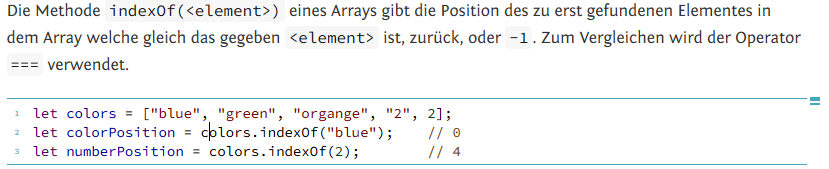 Die Methode indexOf(<element>) eines Arrays gibt die Position des zu erst gefundenen Elementes in
dem Array welche gleich das gegeben <element> ist, zurück, oder -1. Zum Vergleichen wird der Operator
=== verwendet.
1 let colors = ["blue", "green", "organge", "2", 2];
2 let colorPosition = colors.indexOf("blue"); // 0
3 let numberPosition = colors.indexOf(2); // 4